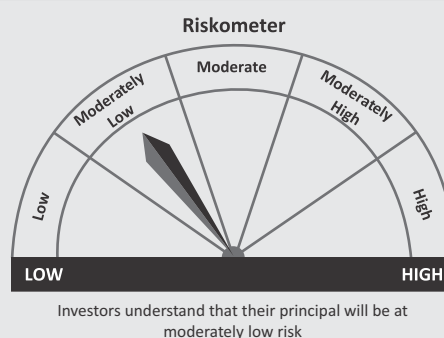 Riskometer
Moderate
Moderately
Low
Moderately
High
Low
High
LOW
HIGH
Investors understand that their principal will be at
moderately low risk